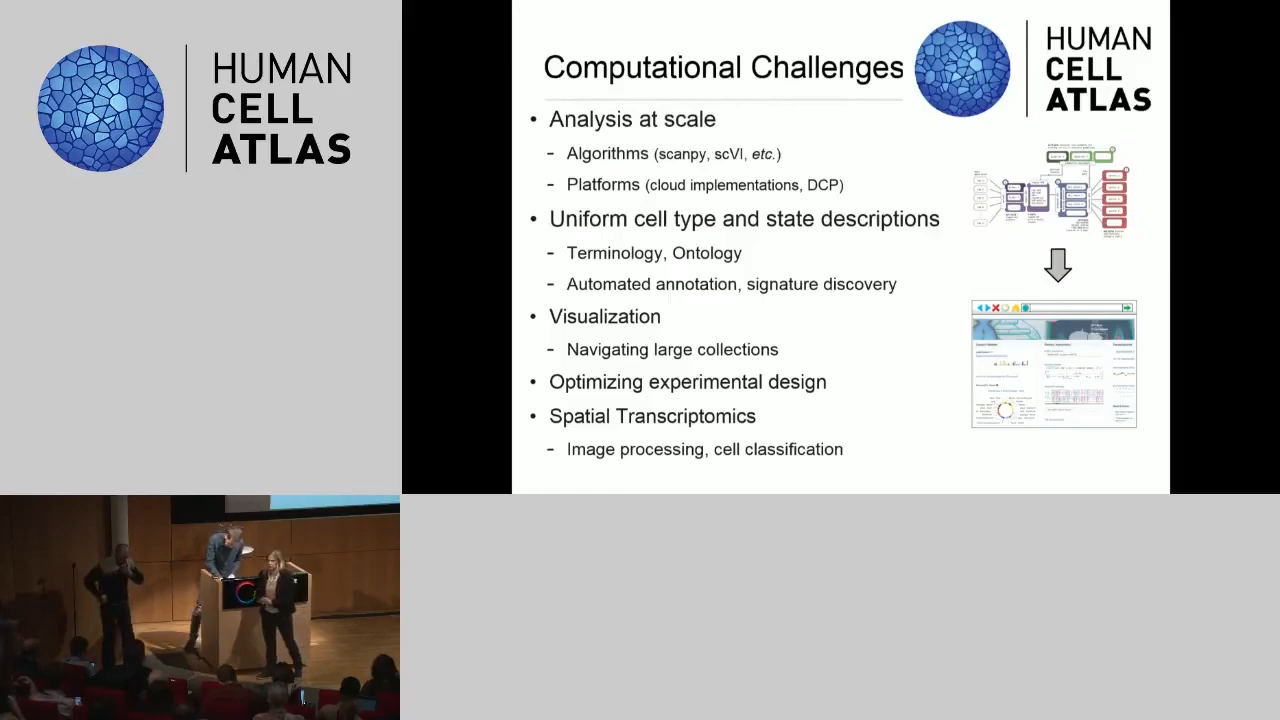 HUMAN
CELL
ATLAS
Computational Challenges
HUMAN
CELL
ATLAS
• Analysis at scale
- Algorithms (scanpy, scVI, etc.)
- Platforms (cloud implementations, DCP)
• Uniform cell type and state descriptions
- Terminology, Ontology
- Automated annotation, signature discovery
• Visualization
- Navigating large collections
• Optimizing experimental design
• Spatial Transcriptomics
- Image processing, cell classification